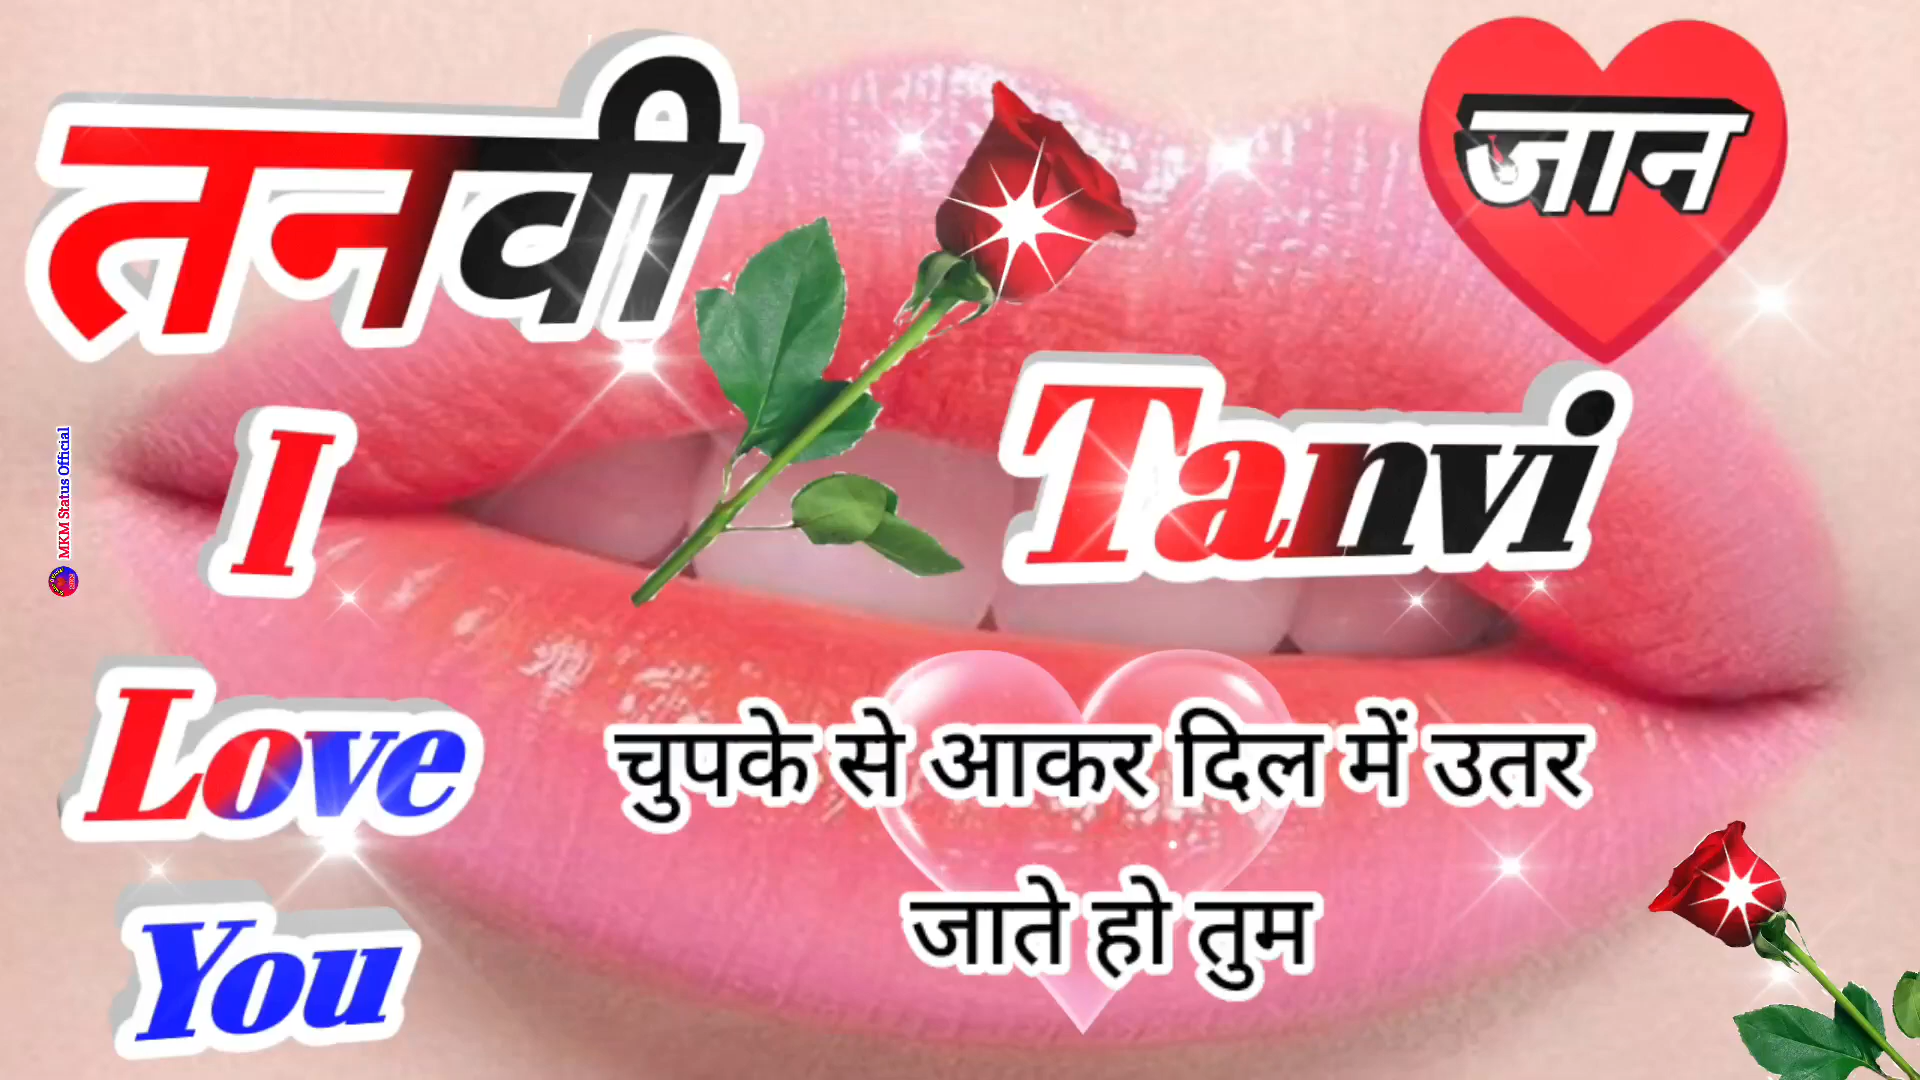 तनवी
जान
I
Tanvi
Love
You
चुपके से आकर दिल में उतर
जाते हो तुम
MKM Status Official